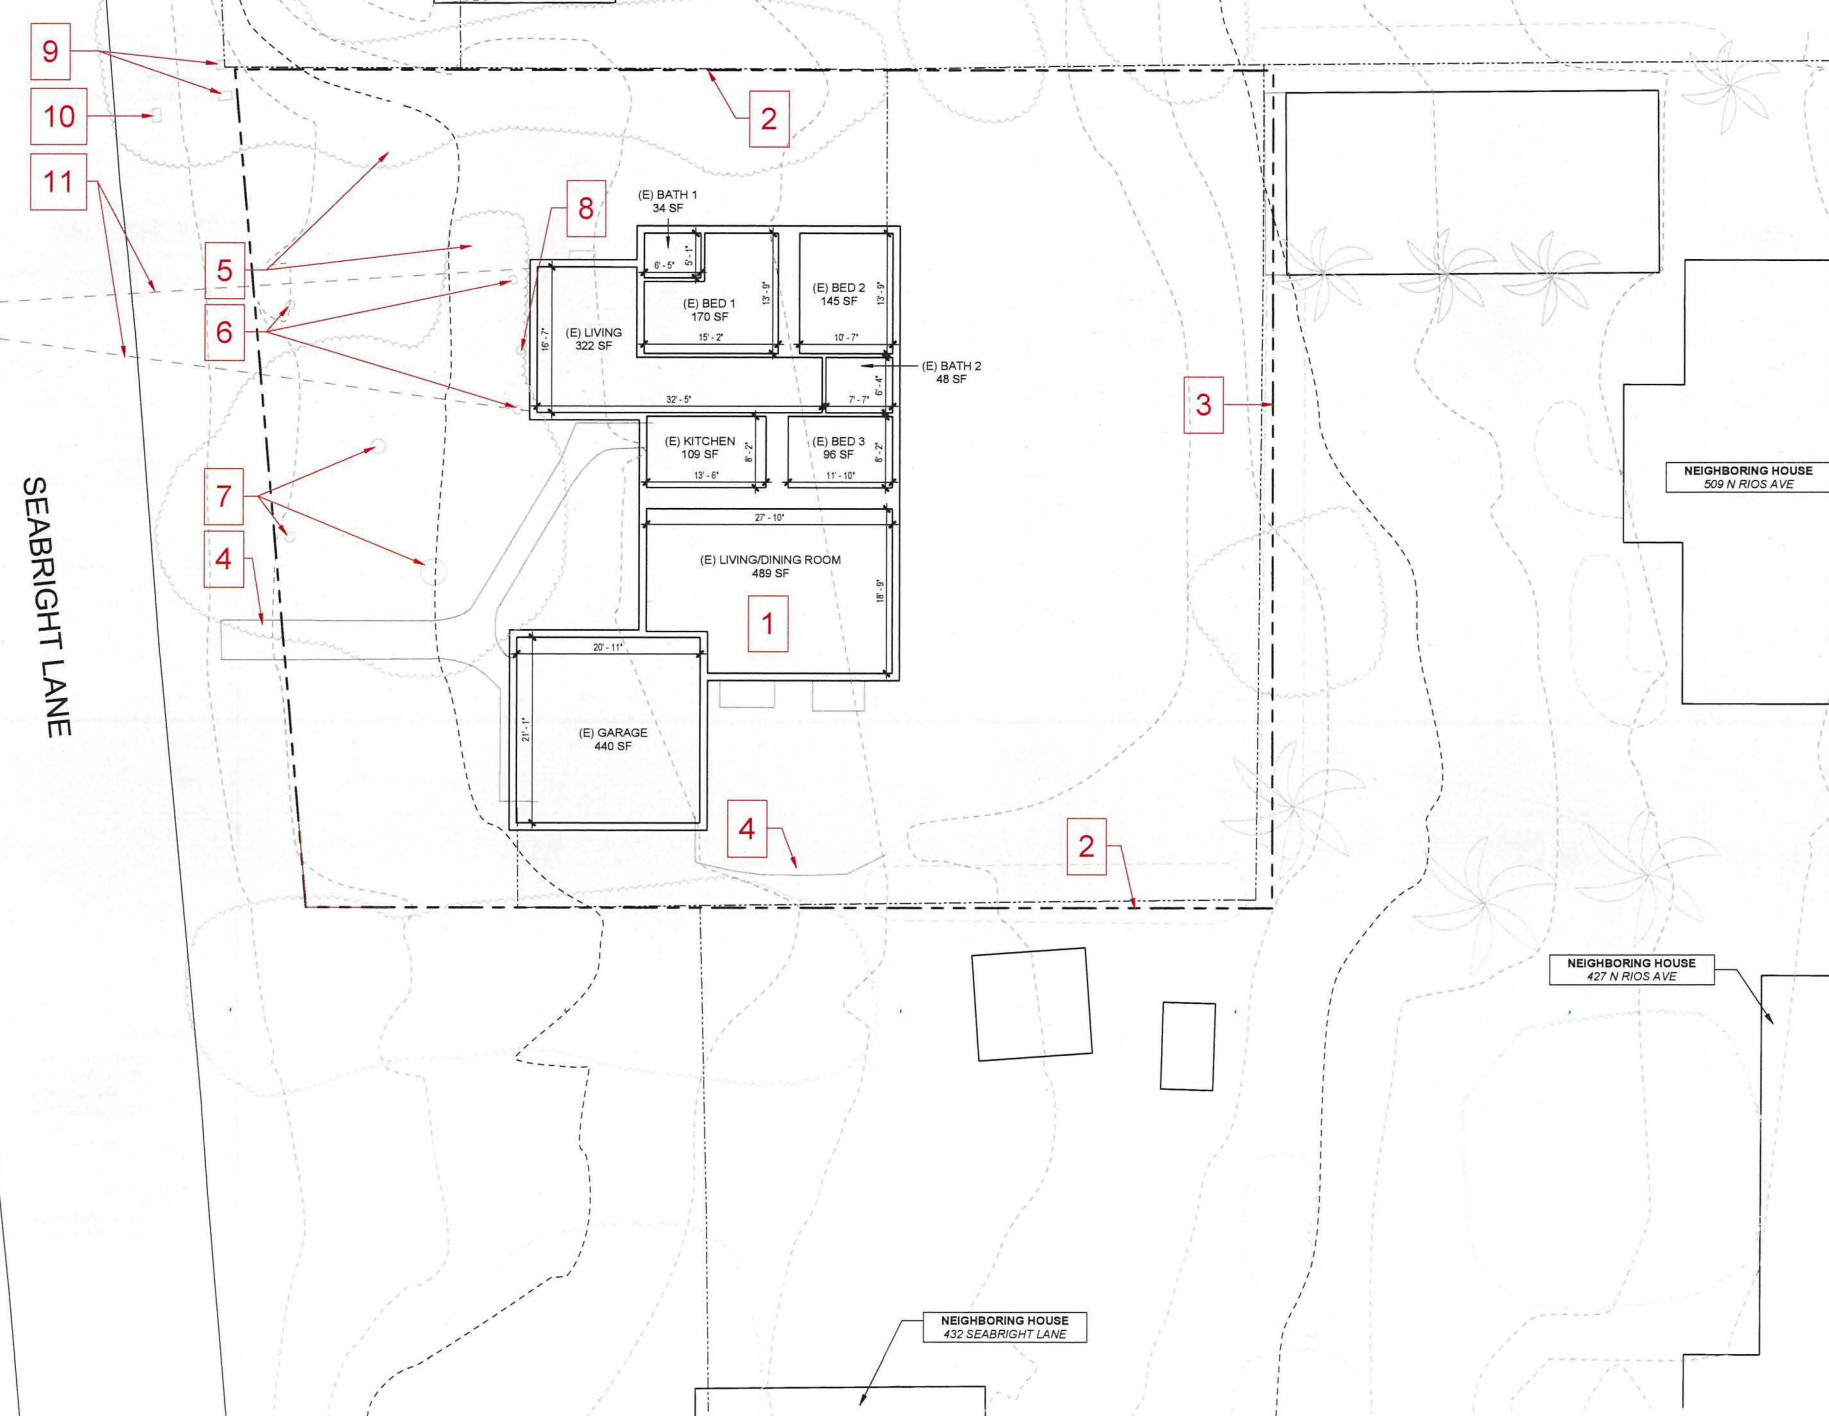 9
10
2
11
(E) BATH 1
34 SF
8
5' - 1"
6' - 5"
5
(E) BED 1
170 SF
13' - 9"
(E) BED 2
145 SF
13' - 9"
6
(E) LIVING
322 SF
16' - 7"
15' - 2"
10' - 7"
(E) BATH 2
48 SF
6' - 4"
32' - 5"
7' - 7"
3
(E) KITCHEN
109 SF
8' - 2"
13' - 6"
(E) BED 3
96 SF
8' - 2"
11' - 10"
NEIGHBORING HOUSE
509 N RIOS AVE
7
27' - 10"
4
(E) LIVING/DINING ROOM
489 SF
18' - 9"
1
SEABRIGHT LANE
20' - 11"
21' - 1"
(E) GARAGE
440 SF
4
2
NEIGHBORING HOUSE
427 N RIOS AVE
NEIGHBORING HOUSE
432 SEABRIGHT LANE